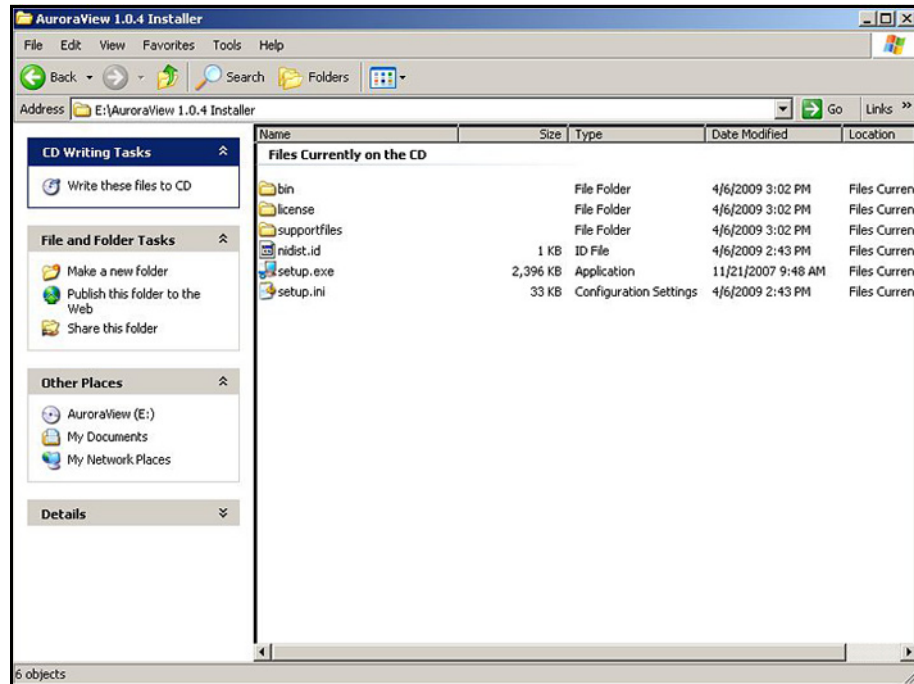 AuroraView 1.0.4 Installer
File Edit View Favorites Tools Help
Back Search Folders
Address E:\AuroraView 1.0.4 Installer Go Links »
CD Writing Tasks
Write these files to CD
File and Folder Tasks
Make a new folder
Publish this folder to the
Web
Share this folder
Other Places
AuroraView (E:)
My Documents
My Network Places
Details
Name Size Type Date Modified Location
Files Currently on the CD
bin File Folder 4/6/2009 3:02 PM Files Curren
license File Folder 4/6/2009 3:02 PM Files Curren
supportfiles File Folder 4/6/2009 3:02 PM Files Curren
nidist.id 1 KB ID File 4/6/2009 2:43 PM Files Curren
setup.exe 2,396 KB Application 11/21/2007 9:48 AM Files Curren
setup.ini 33 KB Configuration Settings 4/6/2009 2:43 PM Files Curren
6 objects